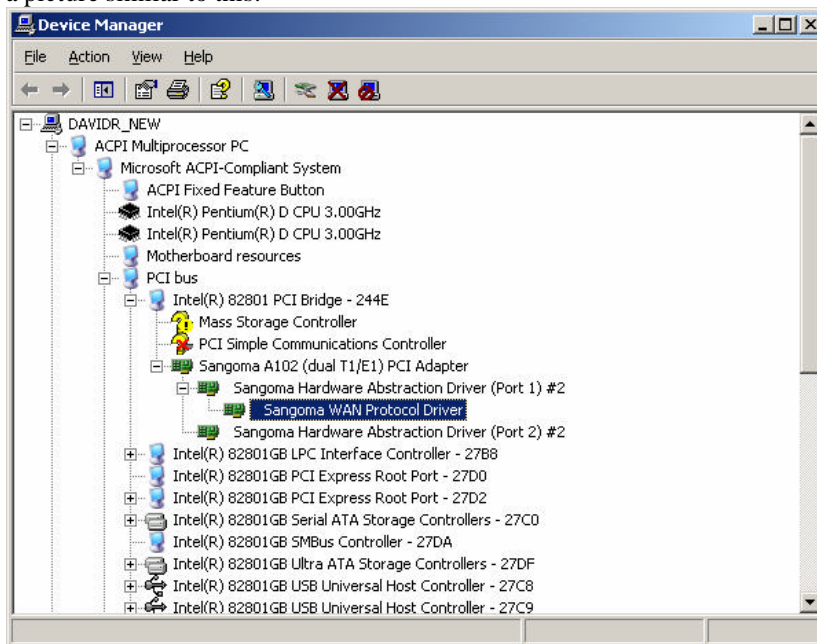 a picture similar to this:
Device Manager
File Action View Help
DAVIDR_NEW
ACPI Multiprocessor PC
Microsoft ACPI-Compliant System
ACPI Fixed Feature Button
Intel(R) Pentium(R) D CPU 3.00GHz
Intel(R) Pentium(R) D CPU 3.00GHz
Motherboard resources
PCI bus
Intel(R) 82801 PCI Bridge - 244E
Mass Storage Controller
PCI Simple Communications Controller
Sangoma A102 (dual T1/E1) PCI Adapter
Sangoma Hardware Abstraction Driver (Port 1) #2
Sangoma WAN Protocol Driver
Sangoma Hardware Abstraction Driver (Port 2) #2
Intel(R) 82801GB LPC Interface Controller - 27B8
Intel(R) 82801GB PCI Express Root Port - 27D0
Intel(R) 82801GB PCI Express Root Port - 27D2
Intel(R) 82801GB Serial ATA Storage Controllers - 27C0
Intel(R) 82801GB SMBus Controller - 27DA
Intel(R) 82801GB Ultra ATA Storage Controllers - 27DF
Intel(R) 82801GB USB Universal Host Controller - 27C8
Intel(R) 82801GB USB Universal Host Controller - 27C9